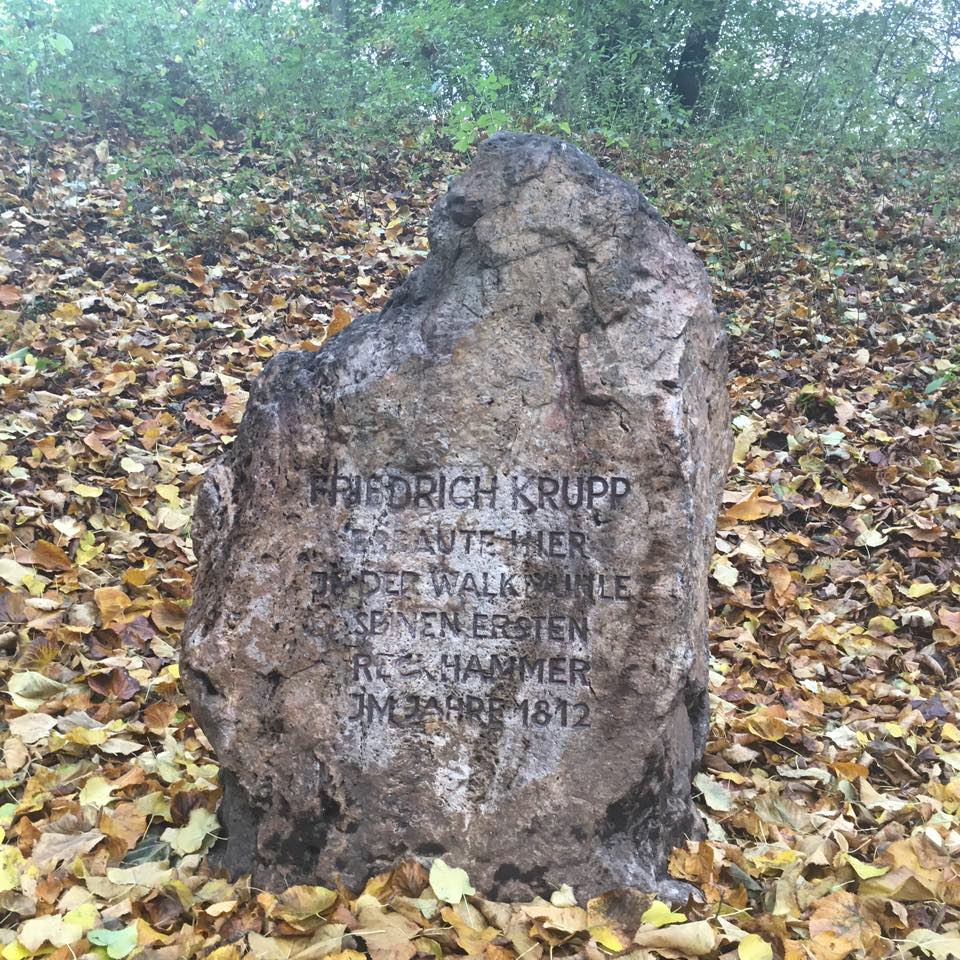 FRIEDRICH KRUPP
ERBAUTE HIER
JN DER WALKMÜHLE
SEINEN ERSTEN
RECKHAMMER
JM JAHRE 1812